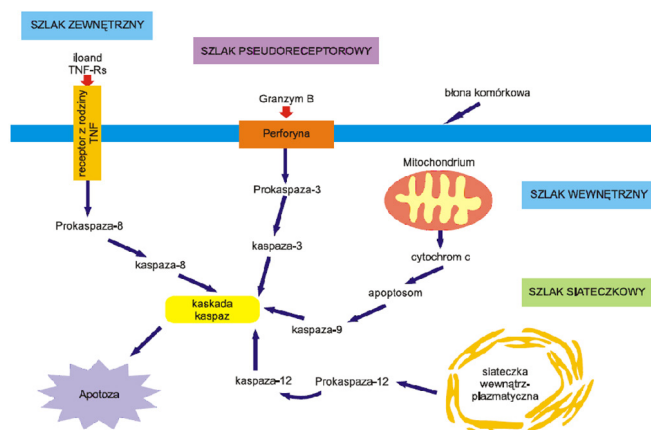 SZLAK ZEWNĘTRZNY
SZLAK PSEUDORECEPTOROWY
iloand
TNF-Rs
Granzym B
błona komórkowa
receptor z rodziny
TNF
Perforyna
Mitochondrium
Prokaspaza-3
SZLAK WEWNĘTRZNY
Prokaspaza-8
kaspaza-3
cytochrom c
kaspaza-8
apoptosom
SZLAK SIATECZKOWY
kaskada
kaspaz
kaspaza-9
siateczka
wewnątrz-
plazmatyczna
kaspaza-12
Prokaspaza-12
Apotoza